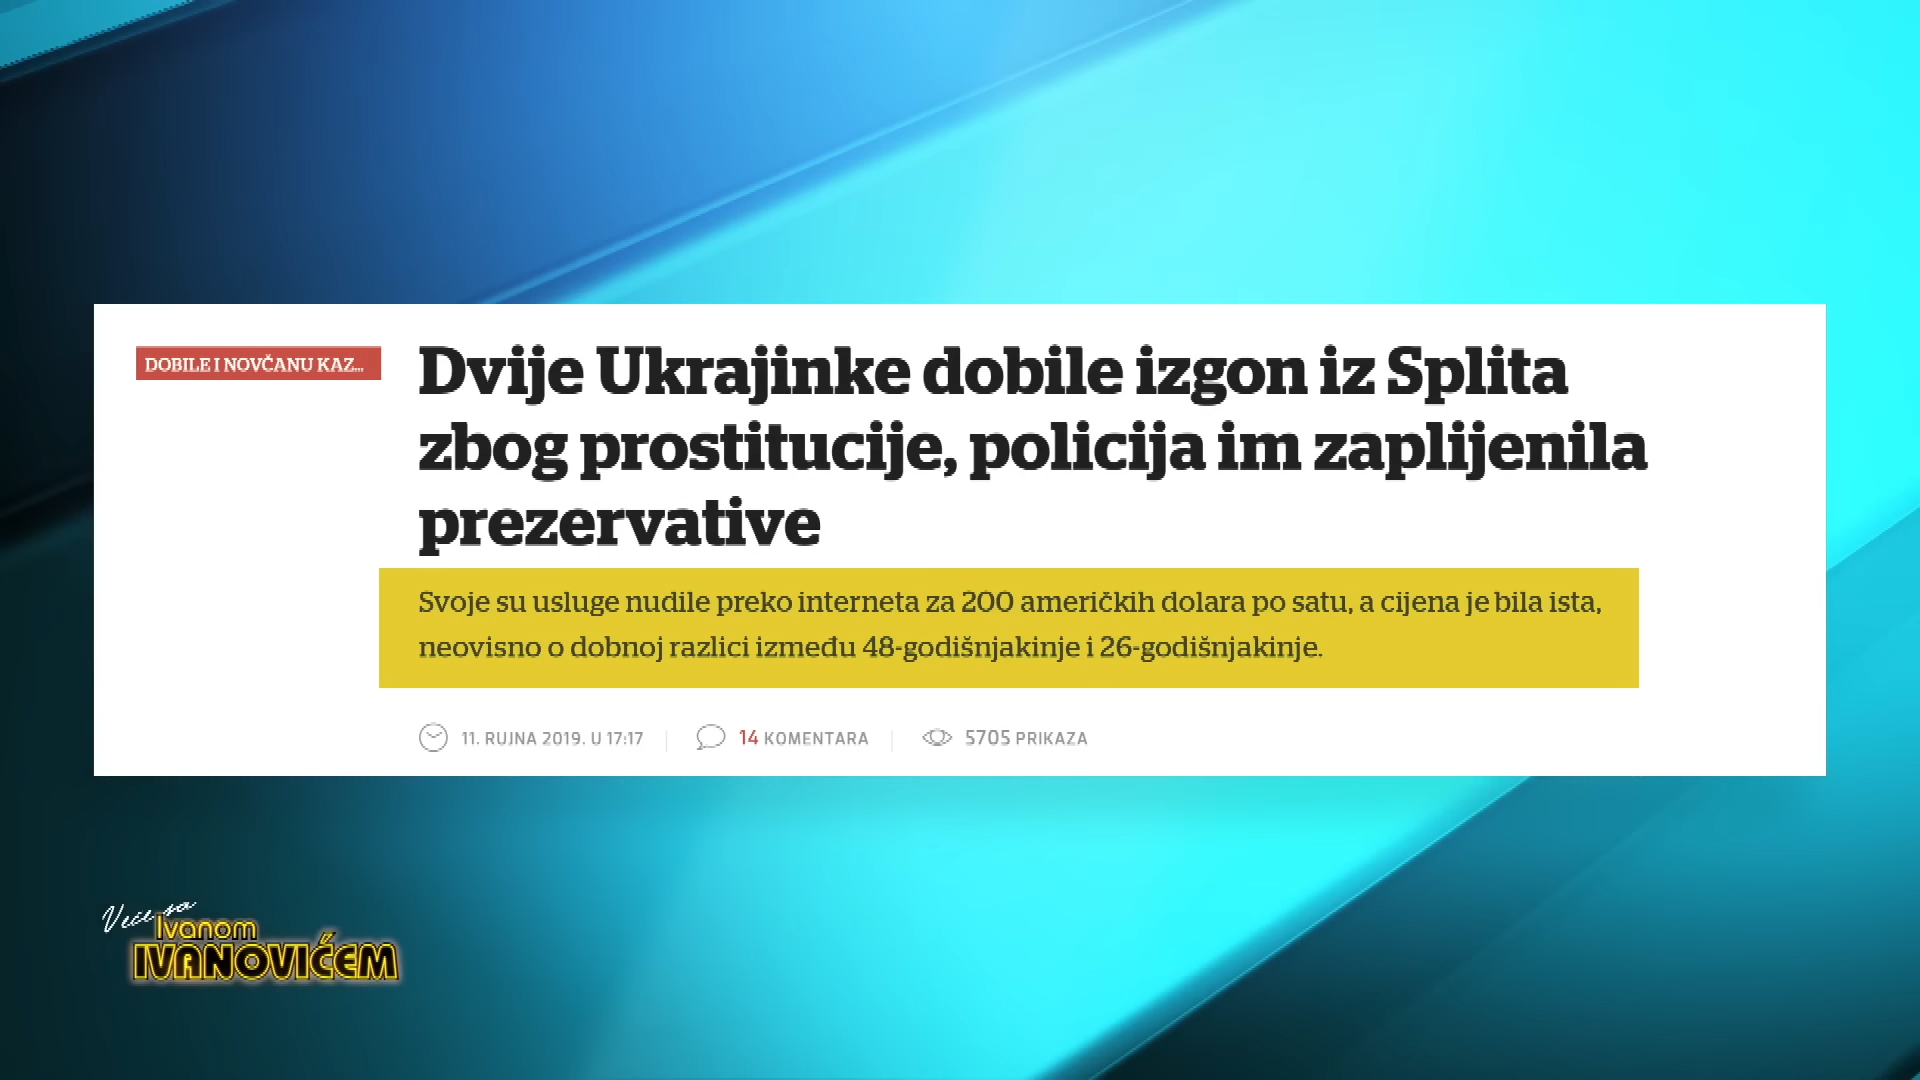 DOBILE I NOVČANU KAZ...
Dvije Ukrajinke dobile izgon iz Splita
zbog prostitucije, policija im zaplijenila
prezervative
Svoje su usluge nudile preko interneta za 200 američkih dolara po satu, a cijena je bila ista,
neovisno o dobnoj razlici između 48-godišnjakinje i 26-godišnjakinje.
11. RUJNA 2019. U 17:17 | 14 KOMENTARA | 5705 PRIKAZA
Veče sa
Ivanom
IVANOVIĆEM